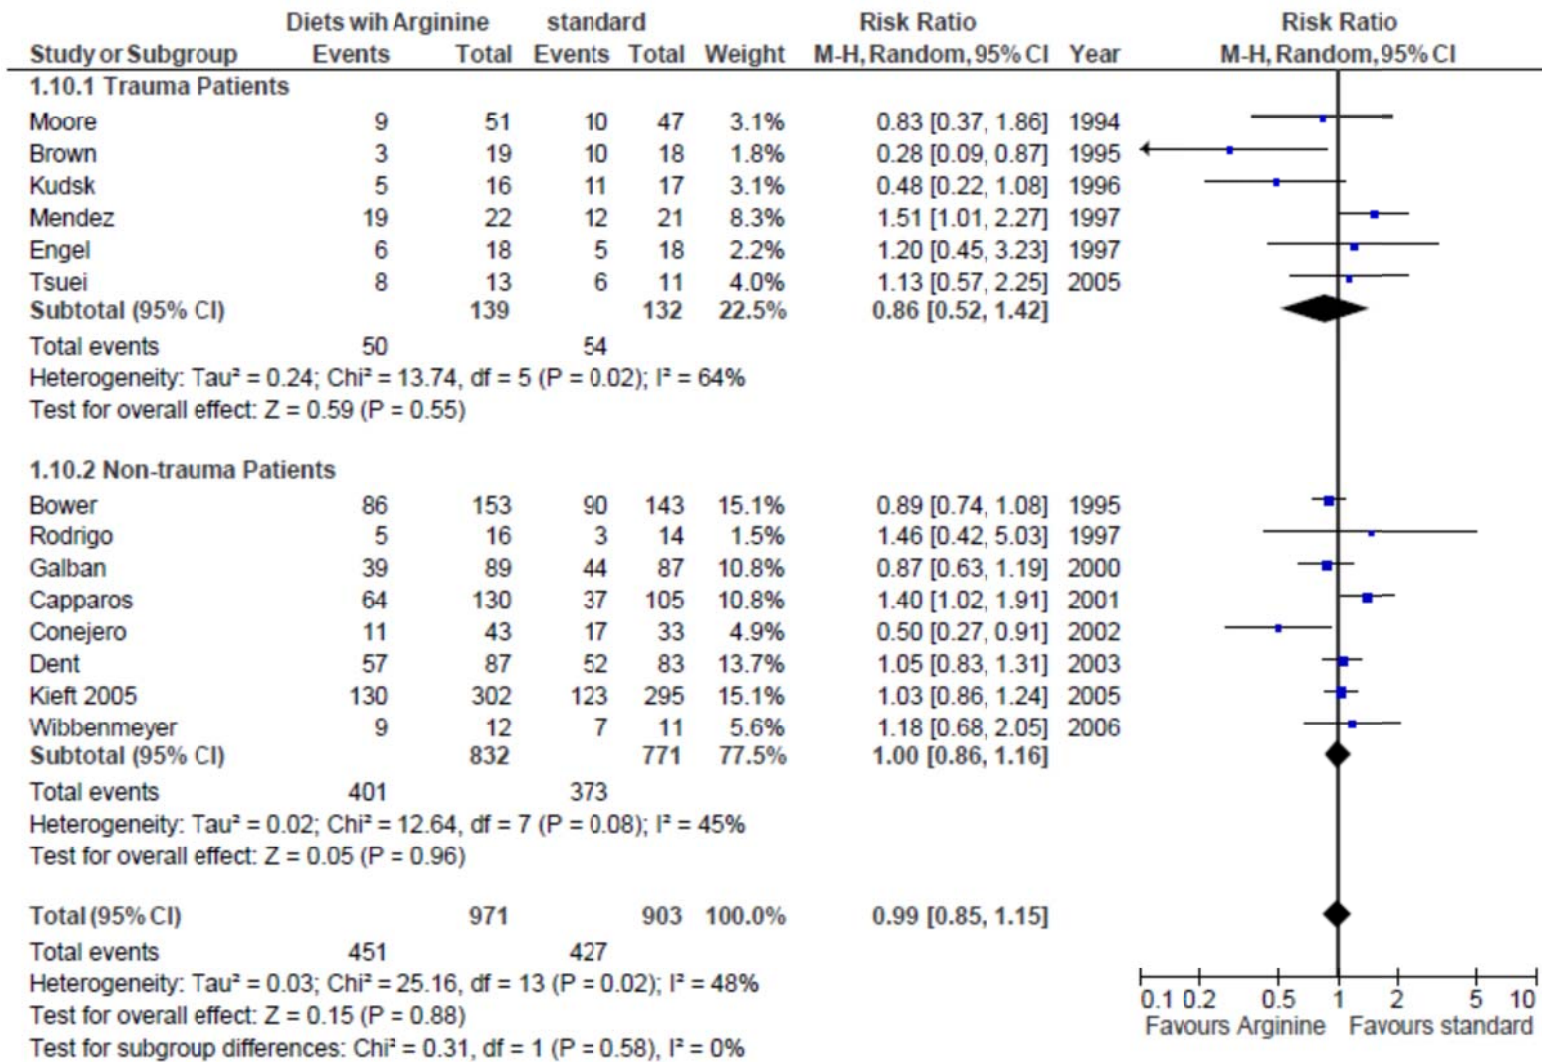 Diets wih Arginine standard Risk Ratio Risk Ratio
Study or Subgroup Events Total Events Total Weight M-H, Random, 95% CI Year M-H, Random, 95% CI
1.10.1 Trauma Patients
Moore 9 51 10 47 3.1% 0.83 [0.37, 1.86] 1994
Brown 3 19 10 18 1.8% 0.28 [0.09, 0.87] 1995
Kudsk 5 16 11 17 3.1% 0.48 [0.22, 1.08] 1996
Mendez 19 22 12 21 8.3% 1.51 [1.01, 2.27] 1997
Engel 6 18 5 18 2.2% 1.20 [0.45, 3.23] 1997
Tsuei 8 13 6 11 4.0% 1.13 [0.57, 2.25] 2005
Subtotal (95% CI) 139 132 22.5% 0.86 [0.52, 1.42]
Total events 50 54
Heterogeneity: Tau² = 0.24; Chi² = 13.74, df = 5 (P = 0.02); I² = 64%
Test for overall effect: Z = 0.59 (P = 0.55)
1.10.2 Non-trauma Patients
Bower 86 153 90 143 15.1% 0.89 [0.74, 1.08] 1995
Rodrigo 5 16 3 14 1.5% 1.46 [0.42, 5.03] 1997
Galban 39 89 44 87 10.8% 0.87 [0.63, 1.19] 2000
Capparos 64 130 37 105 10.8% 1.40 [1.02, 1.91] 2001
Conejero 11 43 17 33 4.9% 0.50 [0.27, 0.91] 2002
Dent 57 87 52 83 13.7% 1.05 [0.83, 1.31] 2003
Kieft 2005 130 302 123 295 15.1% 1.03 [0.86, 1.24] 2005
Wibbenmeyer 9 12 7 11 5.6% 1.18 [0.68, 2.05] 2006
Subtotal (95% CI) 832 771 77.5% 1.00 [0.86, 1.16]
Total events 401 373
Heterogeneity: Tau² = 0.02; Chi² = 12.64, df = 7 (P = 0.08); I² = 45%
Test for overall effect: Z = 0.05 (P = 0.96)
Total (95% CI) 971 903 100.0% 0.99 [0.85, 1.15]
Total events 451 427
Heterogeneity: Tau² = 0.03; Chi² = 25.16, df = 13 (P = 0.02); I² = 48%
Test for overall effect: Z = 0.15 (P = 0.88)
Test for subgroup differences: Chi² = 0.31, df = 1 (P = 0.58), I² = 0%
0.1 0.2 0.5 1 2 5 10
Favours Arginine Favours standard